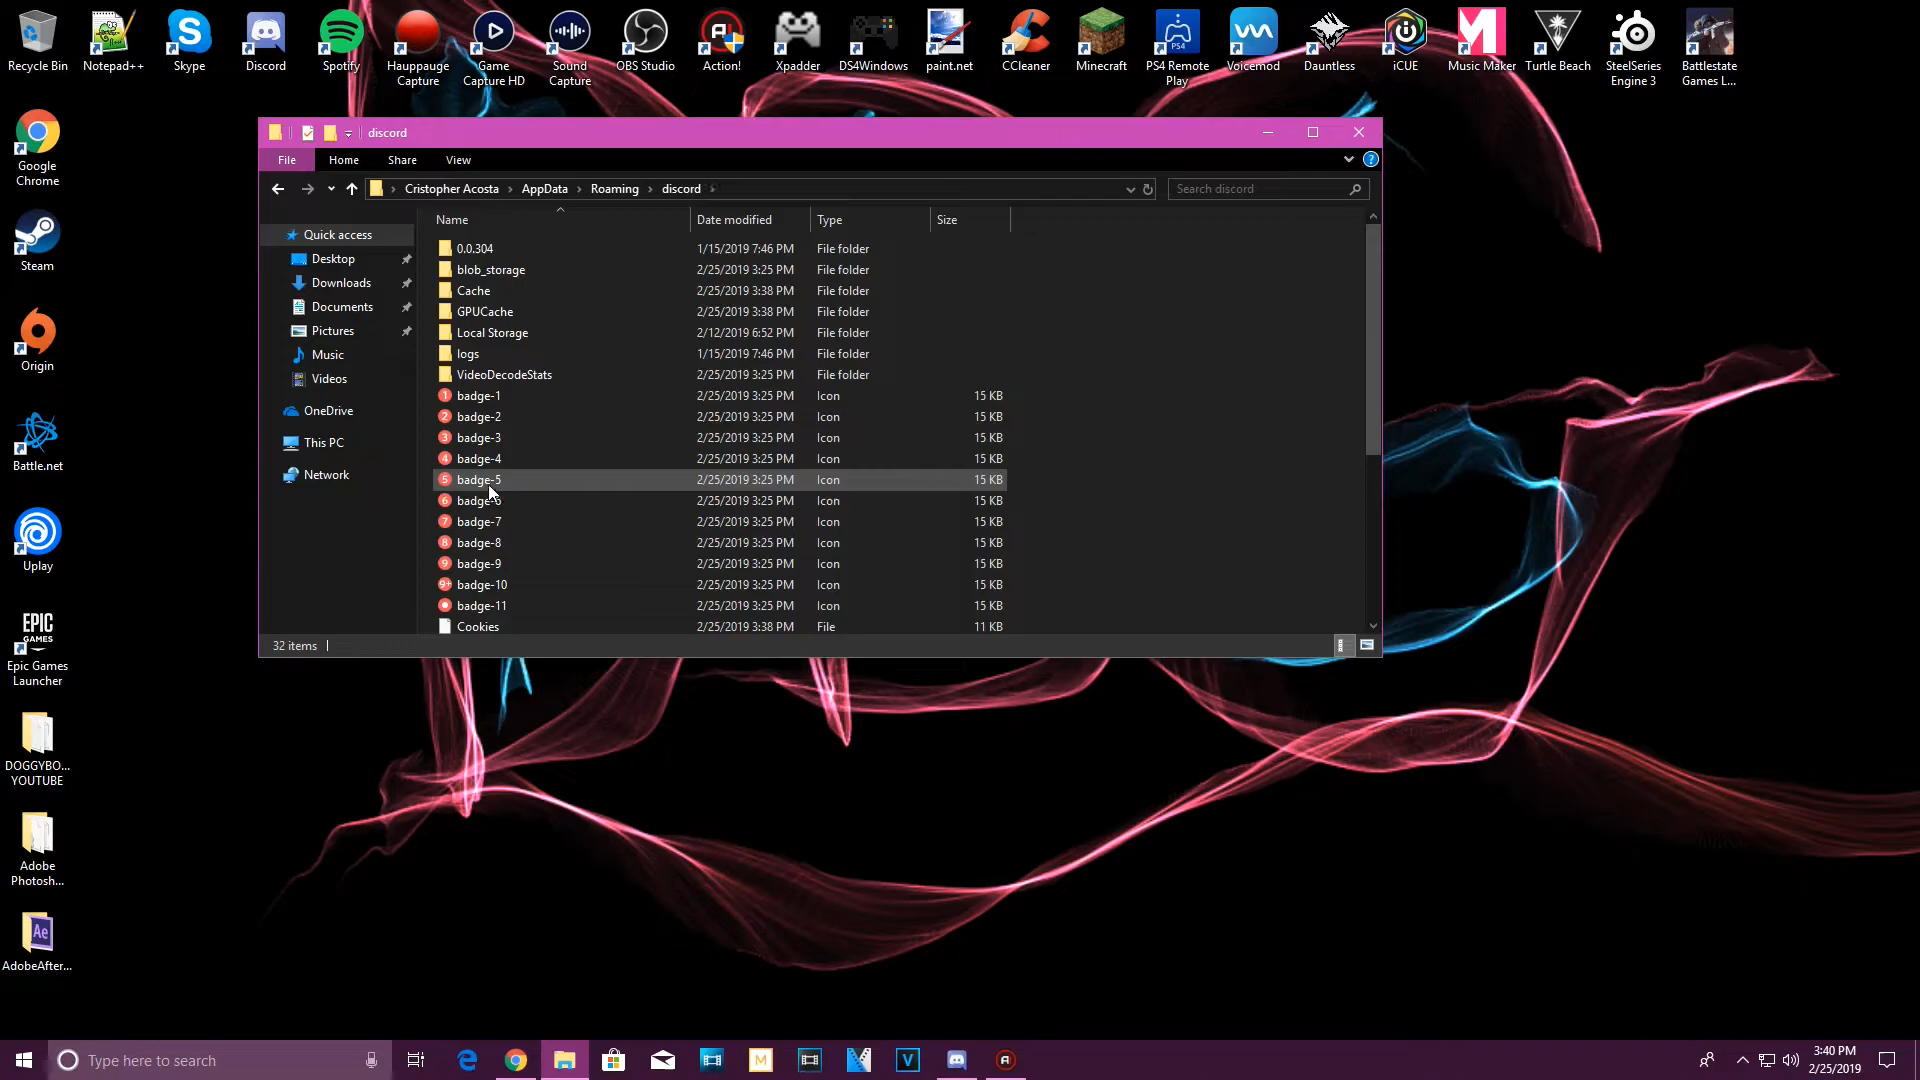 Recycle Bin
Notepad++
Skype
Discord
Spotify
Hauppauge Capture
Game Capture HD
Sound Capture
OBS Studio
Action!
Xpadder
DS4Windows
paint.net
CCleaner
Minecraft
PS4 Remote Play
Voicemod
Dauntless
iCUE
Music Maker
Turtle Beach
SteelSeries Engine 3
Battlestate Games L...
Google Chrome
Steam
Origin
Battle.net
Uplay
EPIC GAMES
Epic Games Launcher
DOGGYBO... YOUTUBE
Adobe Photosh...
Ae
AdobeAfter...
discord
File Home Share View
Cristopher Acosta > AppData > Roaming > discord >
Search discord
Quick access
Desktop
Downloads
Documents
Pictures
Music
Videos
OneDrive
This PC
Network
Name Date modified Type Size
0.0.304 1/15/2019 7:46 PM File folder
blob_storage 2/25/2019 3:25 PM File folder
Cache 2/25/2019 3:38 PM File folder
GPUCache 2/25/2019 3:38 PM File folder
Local Storage 2/12/2019 6:52 PM File folder
logs 1/15/2019 7:46 PM File folder
VideoDecodeStats 2/25/2019 3:25 PM File folder
1 badge-1 2/25/2019 3:25 PM Icon 15 KB
2 badge-2 2/25/2019 3:25 PM Icon 15 KB
3 badge-3 2/25/2019 3:25 PM Icon 15 KB
4 badge-4 2/25/2019 3:25 PM Icon 15 KB
5 badge-5 2/25/2019 3:25 PM Icon 15 KB
6 badge-6 2/25/2019 3:25 PM Icon 15 KB
7 badge-7 2/25/2019 3:25 PM Icon 15 KB
8 badge-8 2/25/2019 3:25 PM Icon 15 KB
9 badge-9 2/25/2019 3:25 PM Icon 15 KB
9+ badge-10 2/25/2019 3:25 PM Icon 15 KB
badge-11 2/25/2019 3:25 PM Icon 15 KB
Cookies 2/25/2019 3:38 PM File 11 KB
32 items
Type here to search
3:40 PM
2/25/2019